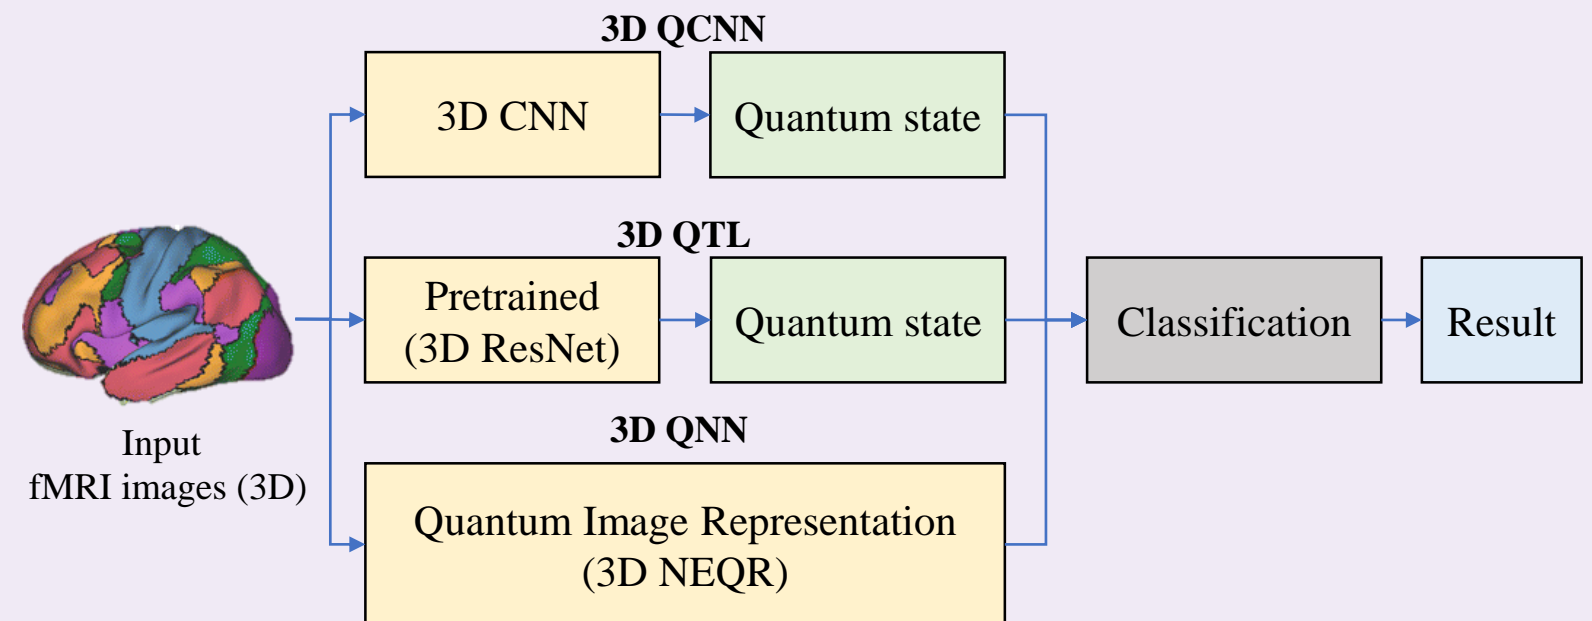 3D QCNN
3D CNN
Quantum state
3D QTL
Pretrained
(3D ResNet)
Quantum state
Classification
Result
Input
fMRI images (3D)
3D QNN
Quantum Image Representation
(3D NEQR)